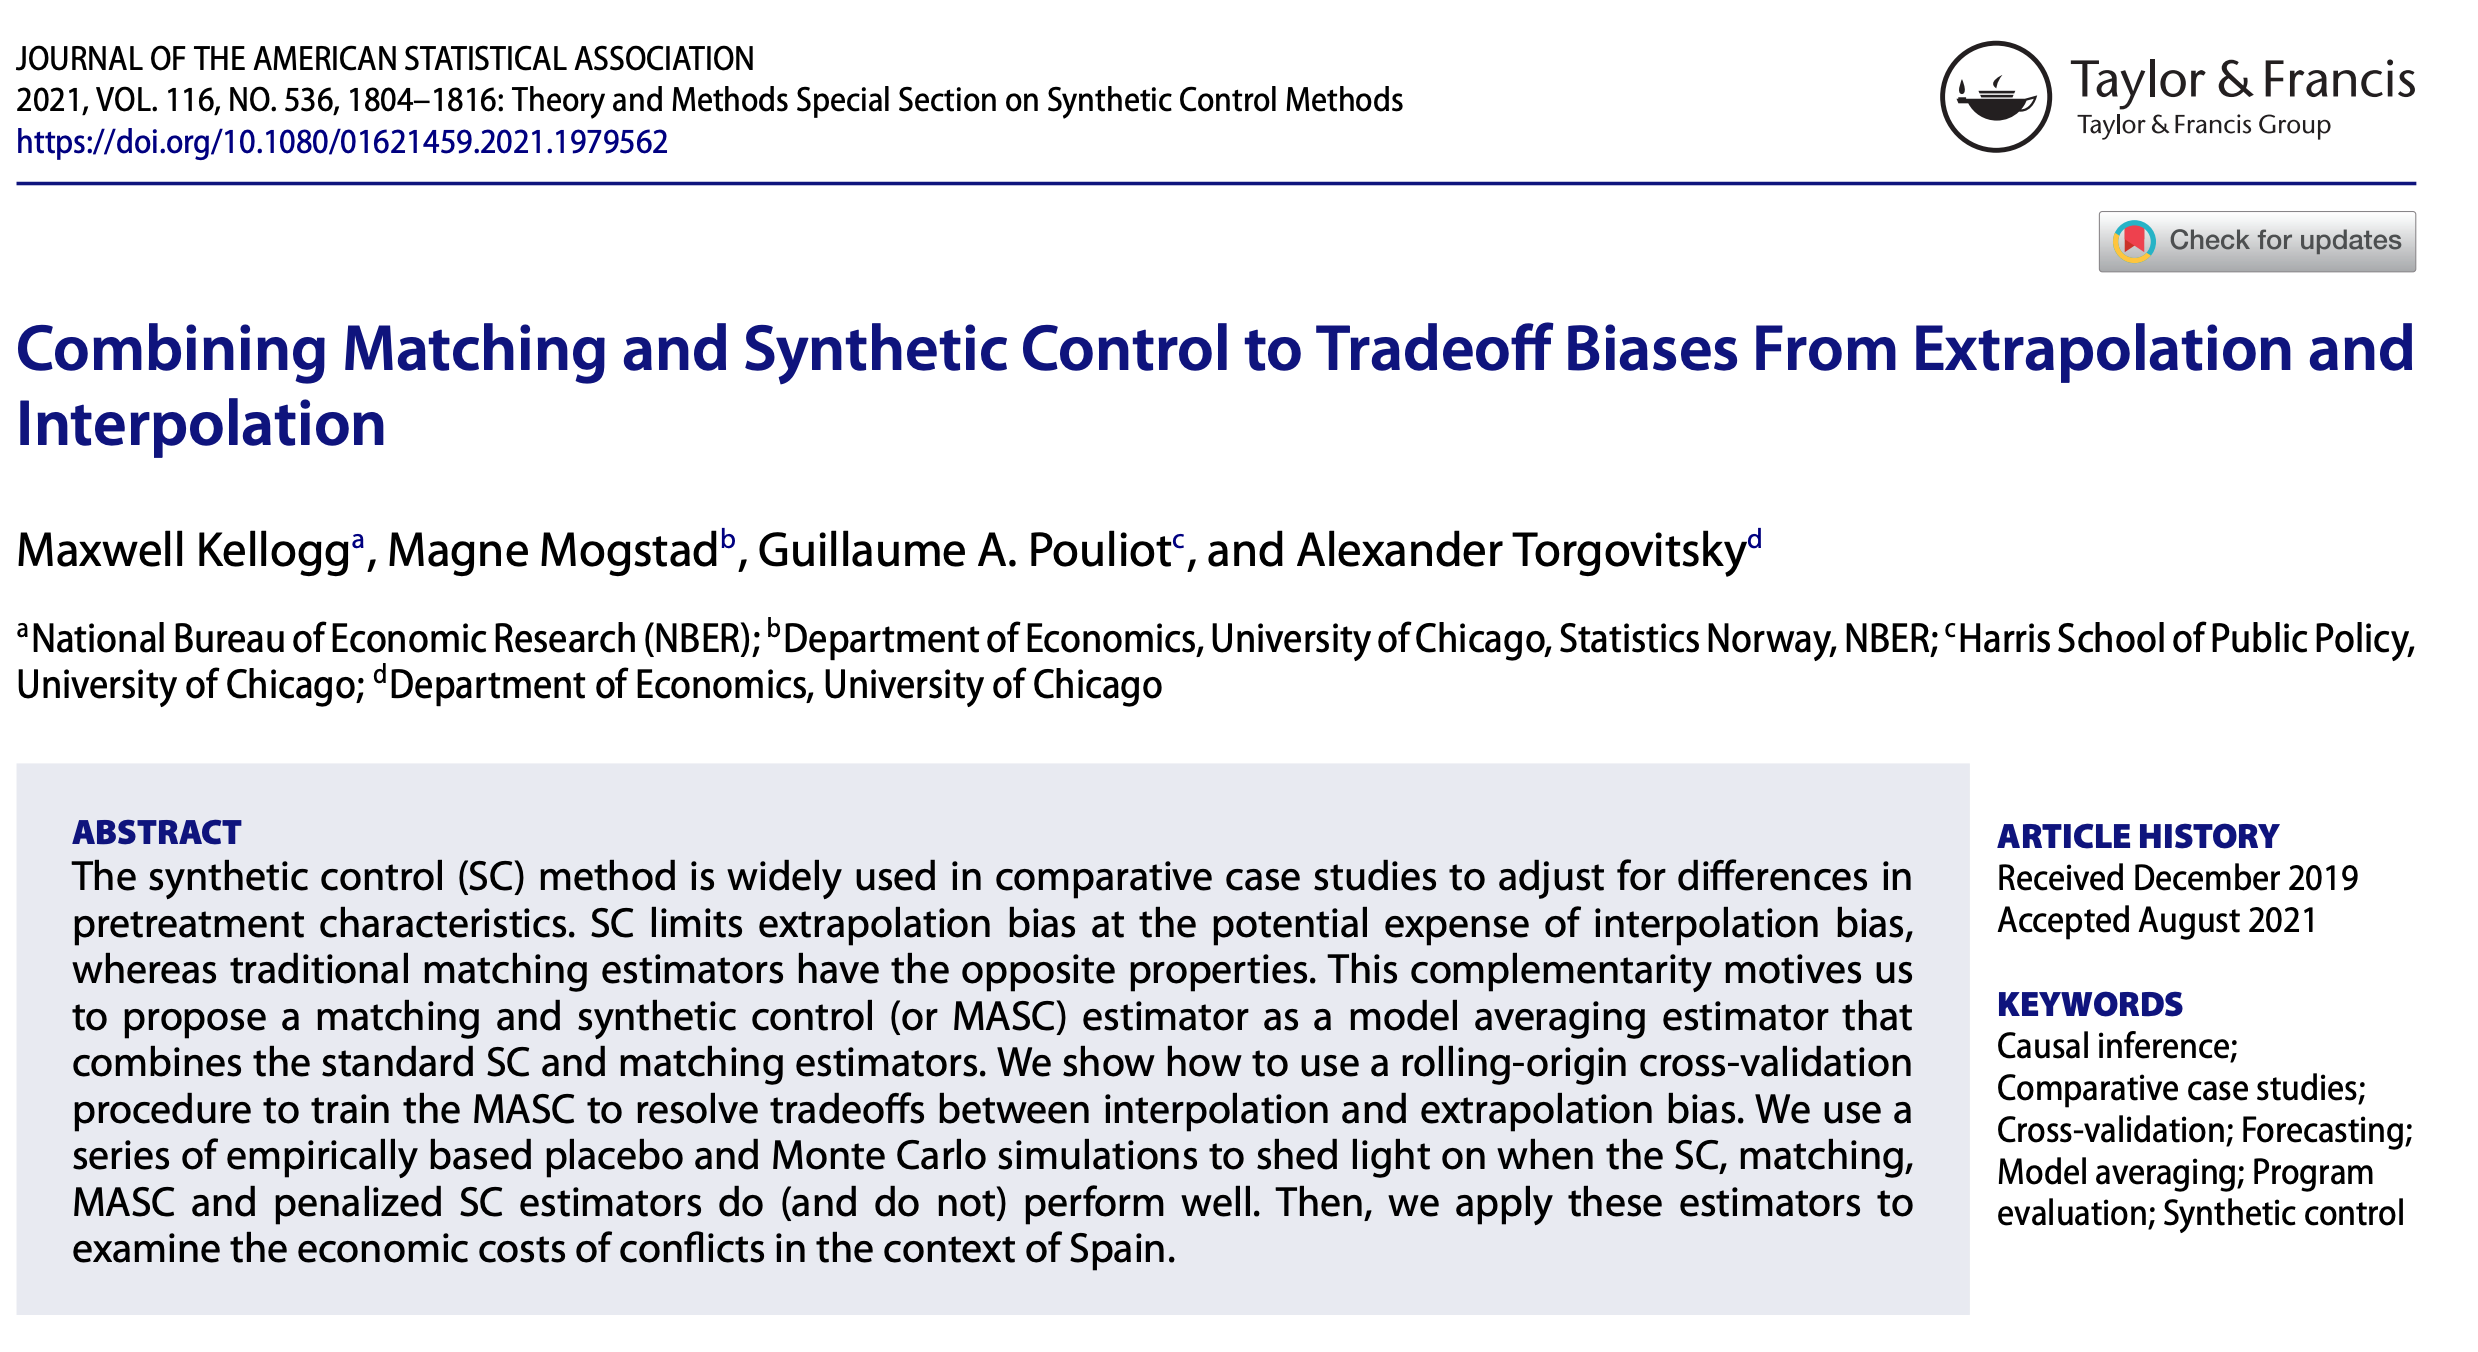 JOURNAL OF THE AMERICAN STATISTICAL ASSOCIATION
2021, VOL. 116, NO. 536, 1804–1816: Theory and Methods Special Section on Synthetic Control Methods
https://doi.org/10.1080/01621459.2021.1979562
Taylor & Francis
Taylor & Francis Group
Check for updates
Combining Matching and Synthetic Control to Tradeoff Biases From Extrapolation and
Interpolation
Maxwell Kellogg^a, Magne Mogstad^b, Guillaume A. Pouliot^c, and Alexander Torgovitsky^d
^aNational Bureau of Economic Research (NBER); ^bDepartment of Economics, University of Chicago, Statistics Norway, NBER; ^cHarris School of Public Policy,
University of Chicago; ^dDepartment of Economics, University of Chicago
ABSTRACT
The synthetic control (SC) method is widely used in comparative case studies to adjust for differences in
pretreatment characteristics. SC limits extrapolation bias at the potential expense of interpolation bias,
whereas traditional matching estimators have the opposite properties. This complementarity motives us
to propose a matching and synthetic control (or MASC) estimator as a model averaging estimator that
combines the standard SC and matching estimators. We show how to use a rolling-origin cross-validation
procedure to train the MASC to resolve tradeoffs between interpolation and extrapolation bias. We use a
series of empirically based placebo and Monte Carlo simulations to shed light on when the SC, matching,
MASC and penalized SC estimators do (and do not) perform well. Then, we apply these estimators to
examine the economic costs of conflicts in the context of Spain.
ARTICLE HISTORY
Received December 2019
Accepted August 2021
KEYWORDS
Causal inference;
Comparative case studies;
Cross-validation; Forecasting;
Model averaging; Program
evaluation; Synthetic control